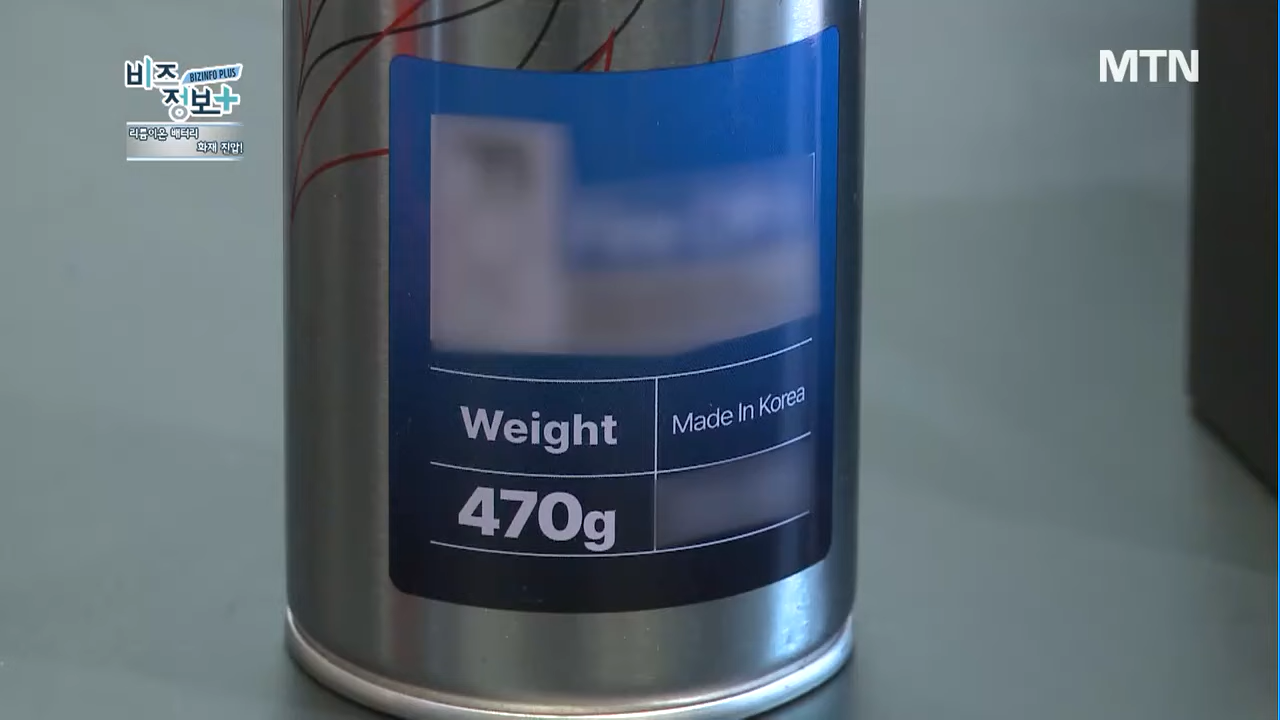 비즈
BIZINFO PLUS
정보+
리튬이온 배터리
화재 진압!
MTN
Weight
Made In Korea
470g